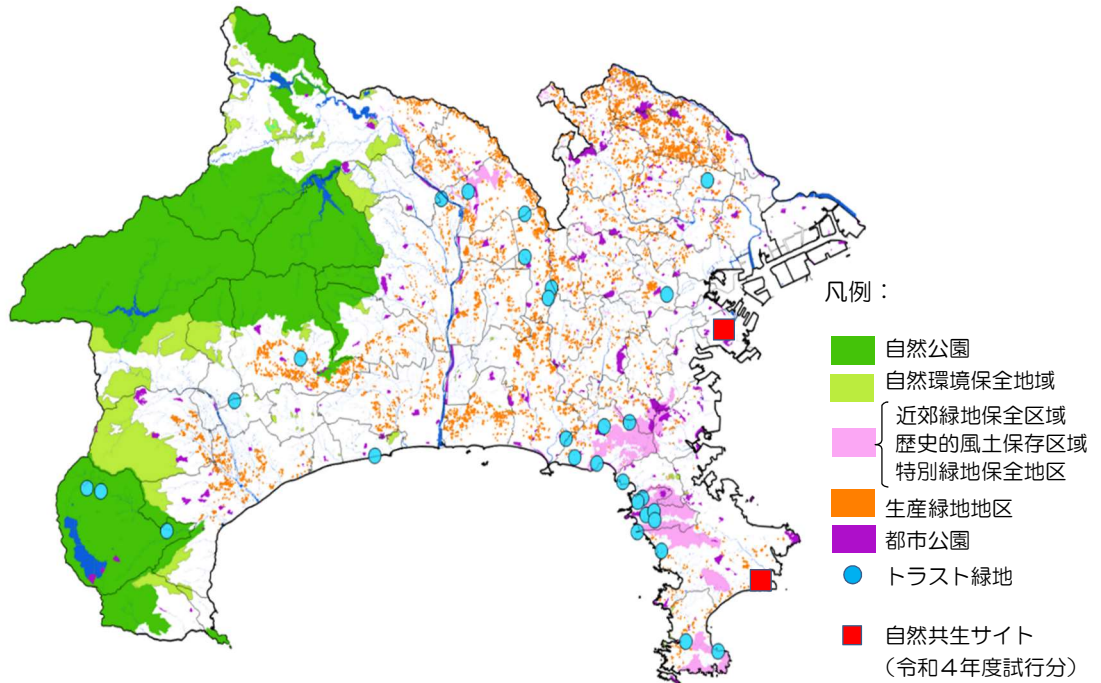 凡例：
自然公園
自然環境保全地域
近郊緑地保全区域
歴史的風土保存区域
特別緑地保全地区
生産緑地地区
都市公園
トラスト緑地
自然共生サイト
（令和４年度試行分）